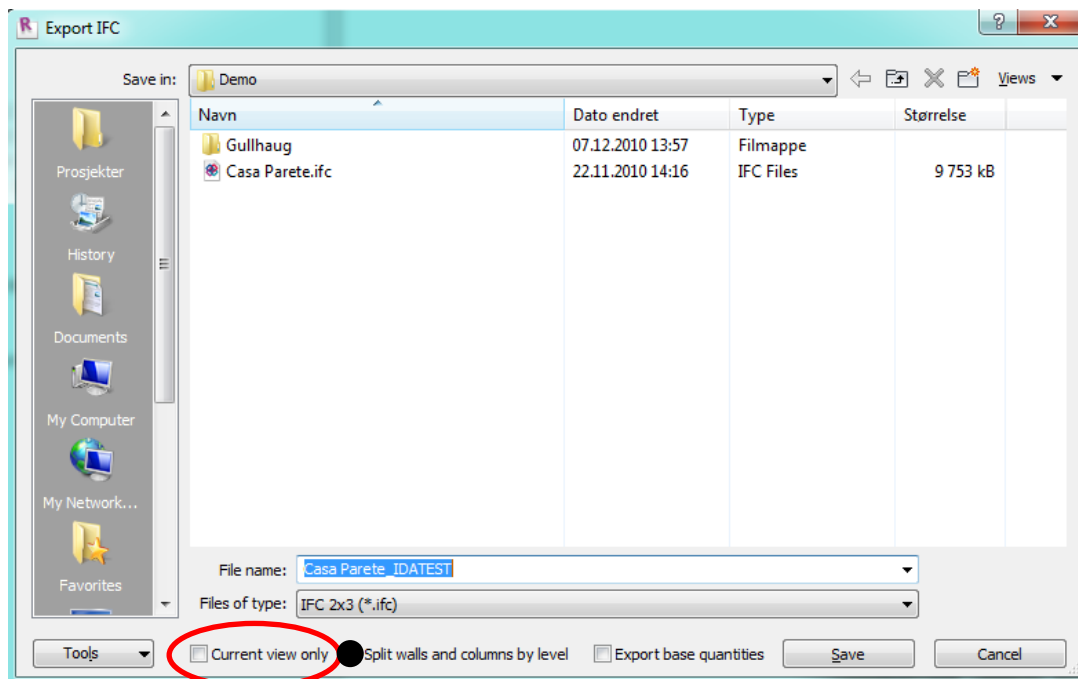 Export IFC
Save in: Demo Views
Navn Dato endret Type Størrelse
Gullhaug 07.12.2010 13:57 Filmappe
Casa Parete.ifc 22.11.2010 14:16 IFC Files 9 753 kB
Prosjekter
History
Documents
My Computer
My Network...
Favorites
File name: Casa Parete_IDATEST
Files of type: IFC 2x3 (*.ifc)
Tools Current view only Split walls and columns by level Export base quantities Save Cancel